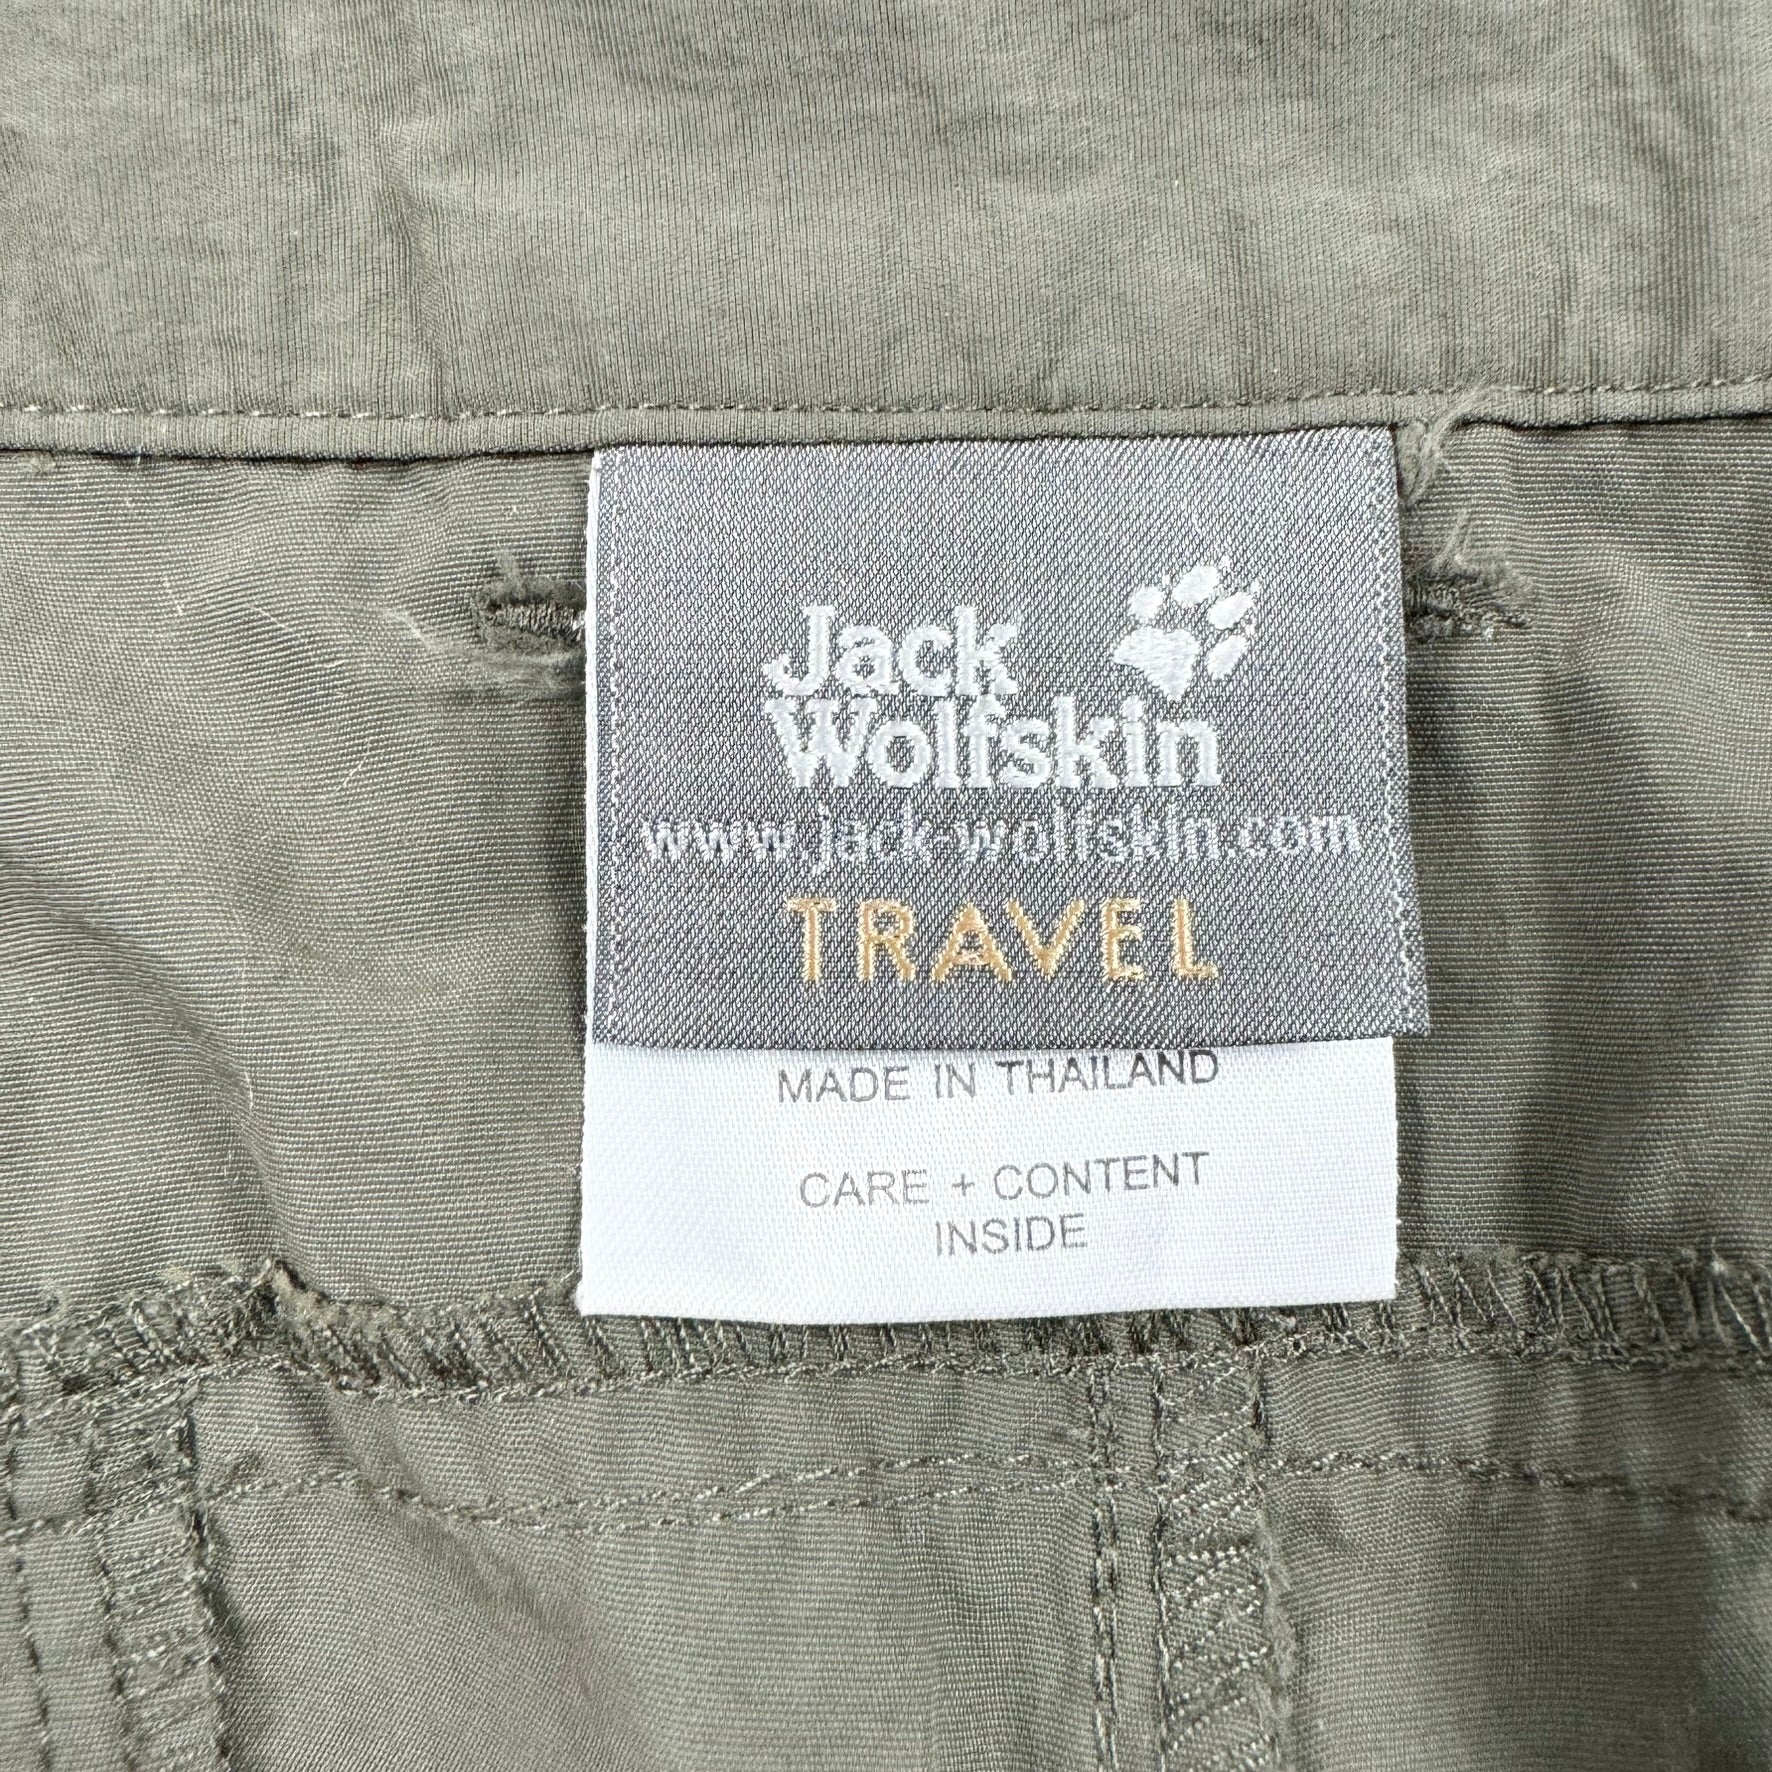 Jack
Wolfskin
www.jack-wolfskin.com
TRAVEL
MADE IN THAILAND
CARE + CONTENT
INSIDE